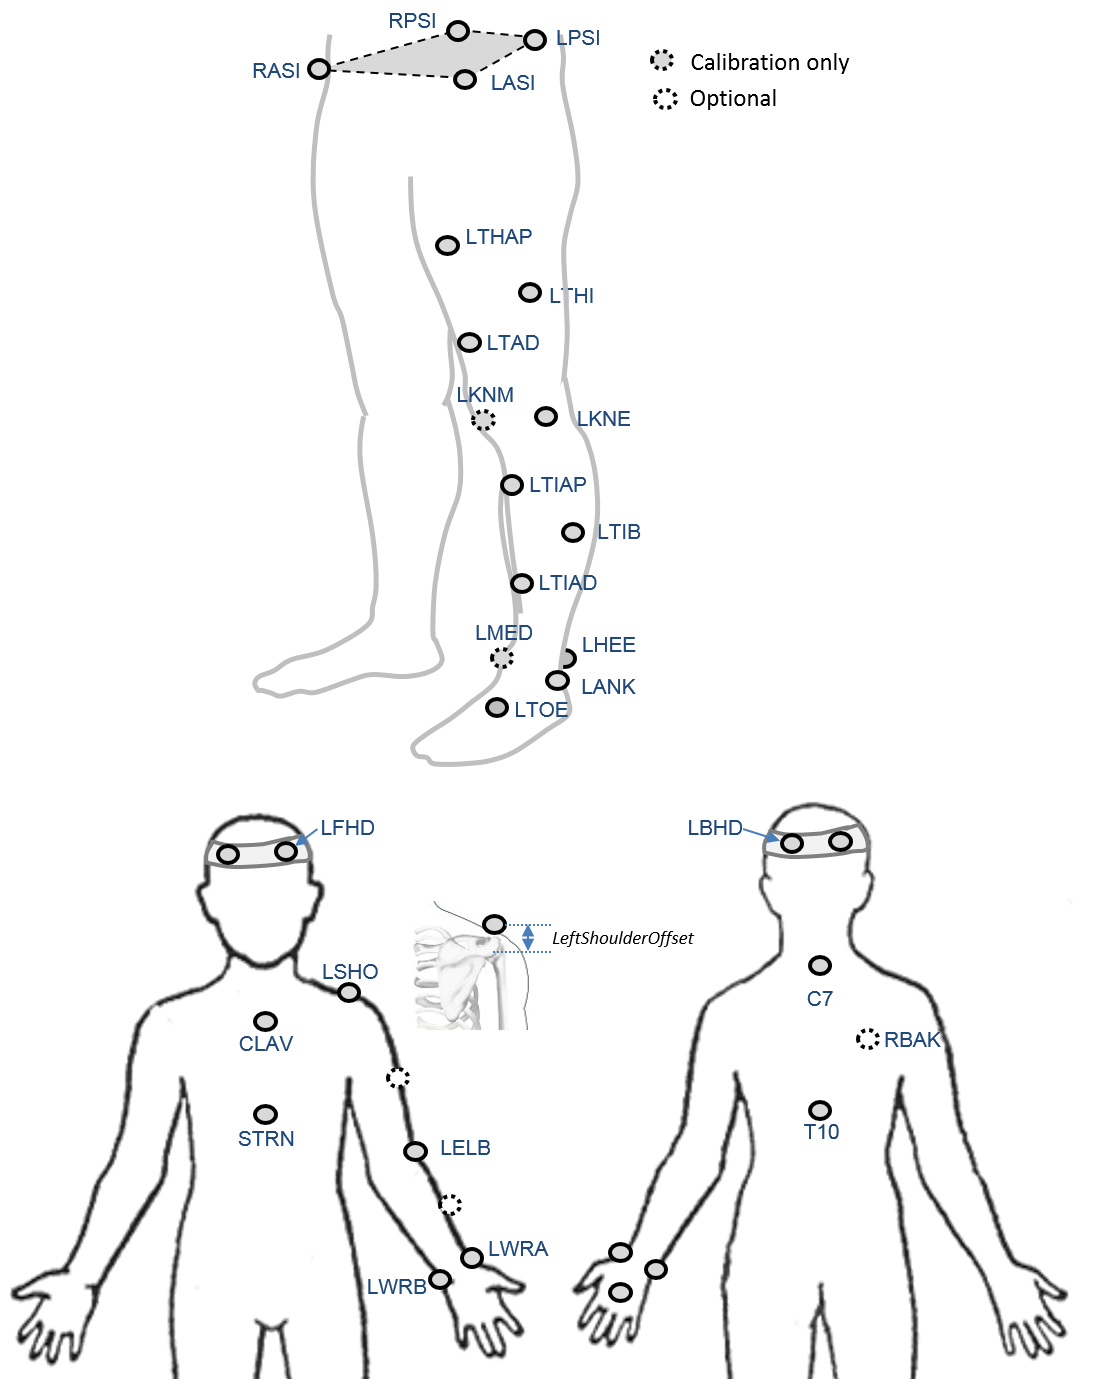 RPSI
LPSI
RASI
LASI
Calibration only
Optional
LTHAP
LTHI
LTAD
LKNM
LKNE
LTIAP
LTIB
LTIAD
LMED
LHEE
LANK
LTOE
LFHD
LBHD
LeftShoulderOffset
LSHO
C7
CLAV
RBAK
STRN
T10
LELB
LWRA
LWRB